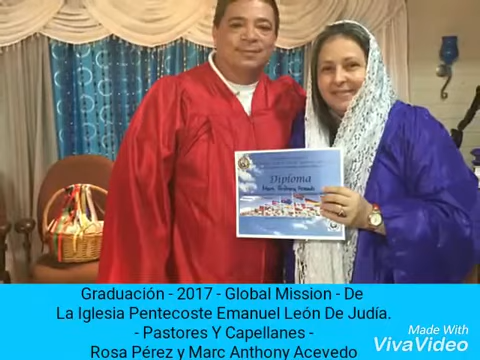 Diploma
Graduación - 2017 - Global Mission - De
La Iglesia Pentecoste Emanuel León De Judía.
- Pastores Y Capellanes -
Rosa Pérez y Marc Anthony Acevedo
Made With
VivaVideo